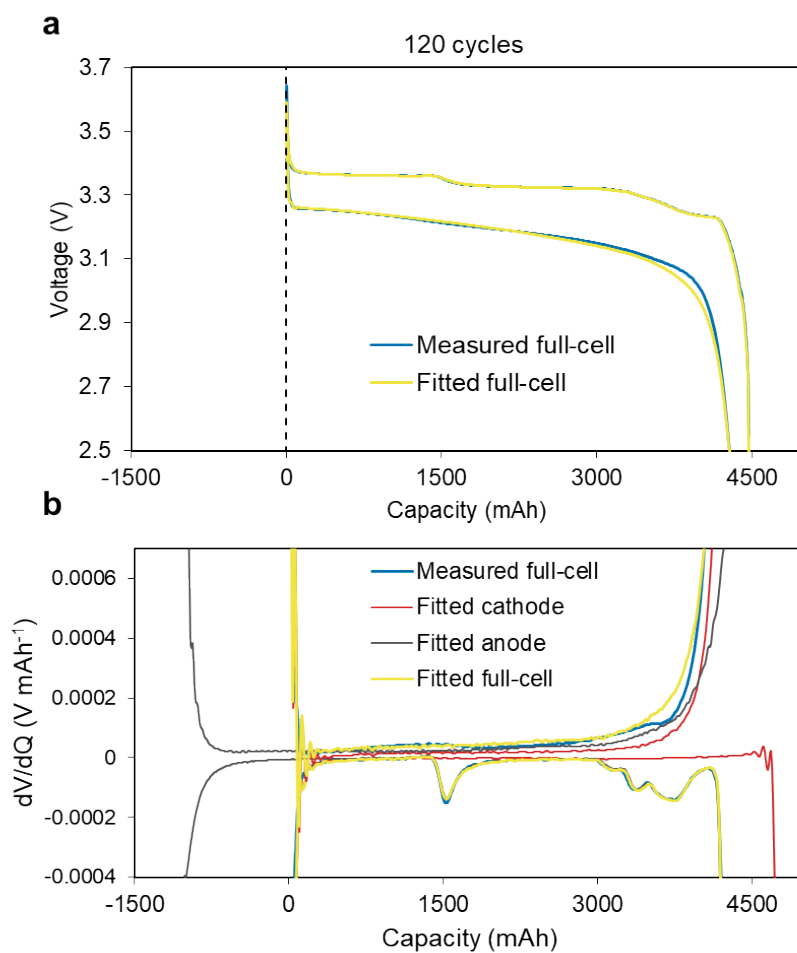 a
120 cycles
3.7
3.5
3.3
3.1
2.9
2.7
2.5
Voltage (V)
Measured full-cell
Fitted full-cell
-1500 0 1500 3000 4500
Capacity (mAh)
b
0.0006
0.0004
0.0002
0
-0.0002
-0.0004
dV/dQ (V mAh⁻¹)
Measured full-cell
Fitted cathode
Fitted anode
Fitted full-cell
-1500 0 1500 3000 4500
Capacity (mAh)